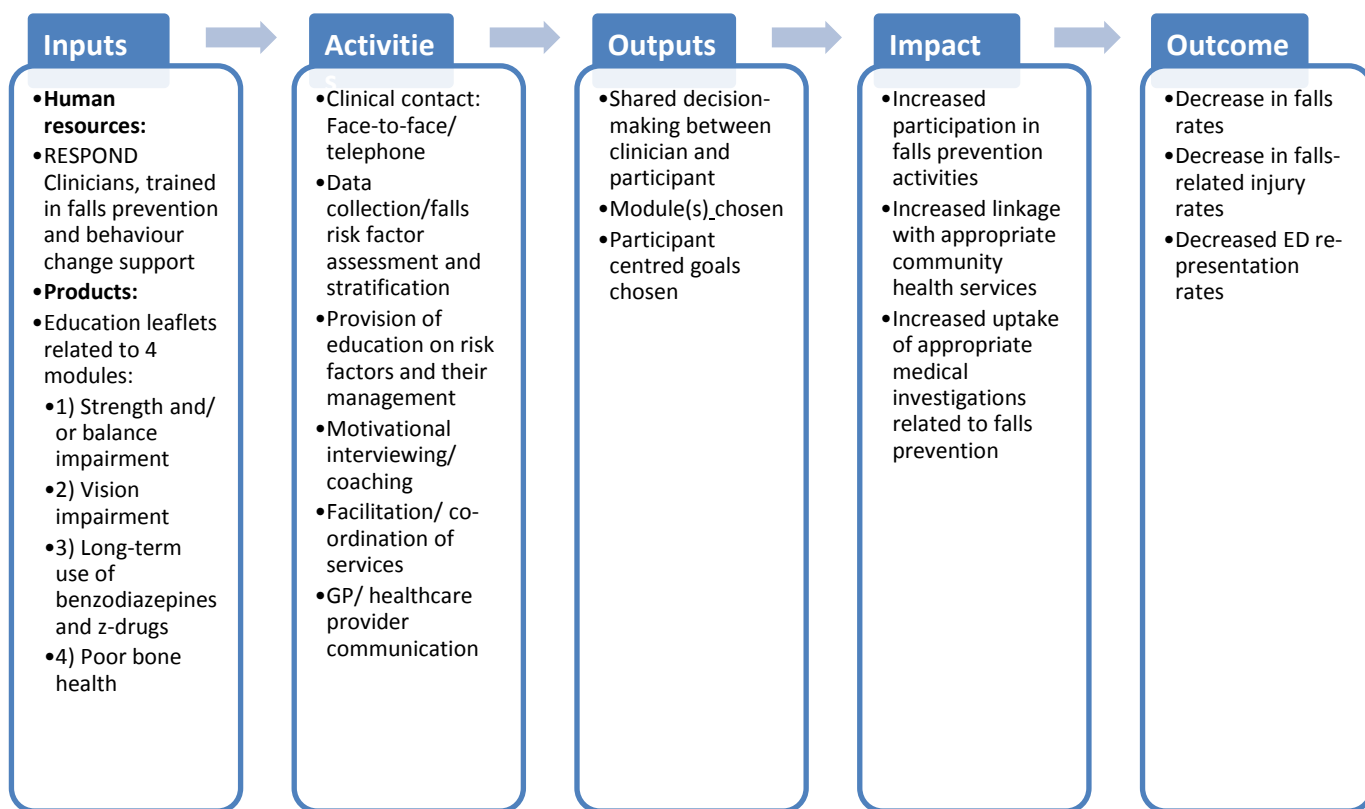 Inputs
•Human
resources:
•RESPOND
Clinicians, trained
in falls prevention
and behaviour
change support
•Products:
•Education leaflets
related to 4
modules:
•1) Strength and/
or balance
impairment
•2) Vision
impairment
•3) Long-term
use of
benzodiazepines
and z-drugs
•4) Poor bone
health
Activitie
s
•Clinical contact:
Face-to-face/
telephone
•Data
collection/falls
risk factor
assessment and
stratification
•Provision of
education on risk
factors and their
management
•Motivational
interviewing/
coaching
•Facilitation/ co-
ordination of
services
•GP/ healthcare
provider
communication
Outputs
•Shared decision-
making between
clinician and
participant
•Module(s) chosen
•Participant
centred goals
chosen
Impact
•Increased
participation in
falls prevention
activities
•Increased linkage
with appropriate
community
health services
•Increased uptake
of appropriate
medical
investigations
related to falls
prevention
Outcome
•Decrease in falls
rates
•Decrease in falls-
related injury
rates
•Decreased ED re-
presentation
rates